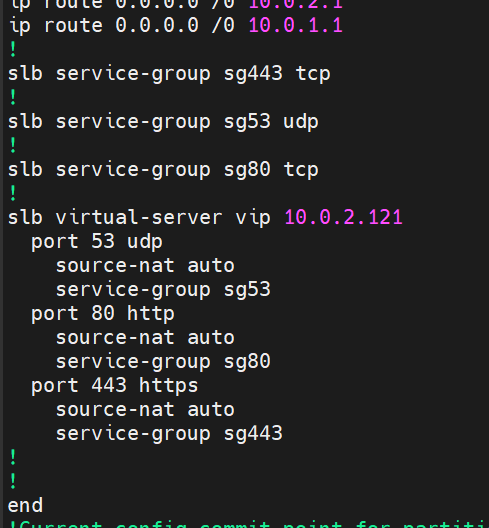 ip route 0.0.0.0 /0 10.0.2.1
ip route 0.0.0.0 /0 10.0.1.1
!
slb service-group sg443 tcp
!
slb service-group sg53 udp
!
slb service-group sg80 tcp
!
slb virtual-server vip 10.0.2.121
  port 53 udp
    source-nat auto
    service-group sg53
  port 80 http
    source-nat auto
    service-group sg80
  port 443 https
    source-nat auto
    service-group sg443
!
!
end
!Current config commit point for partiti